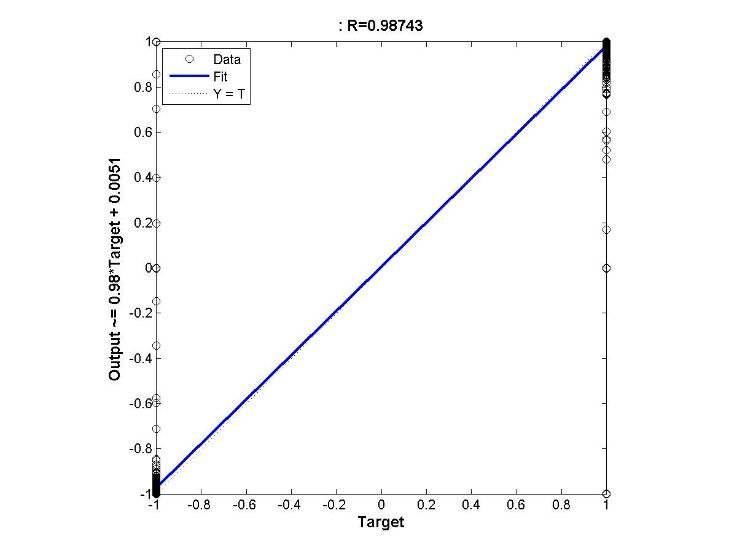 : R=0.98743
Data
Fit
Y = T
Output ~= 0.98*Target + 0.0051
1
0.8
0.6
0.4
0.2
0
-0.2
-0.4
-0.6
-0.8
-1
-1 -0.8 -0.6 -0.4 -0.2 0 0.2 0.4 0.6 0.8 1
Target